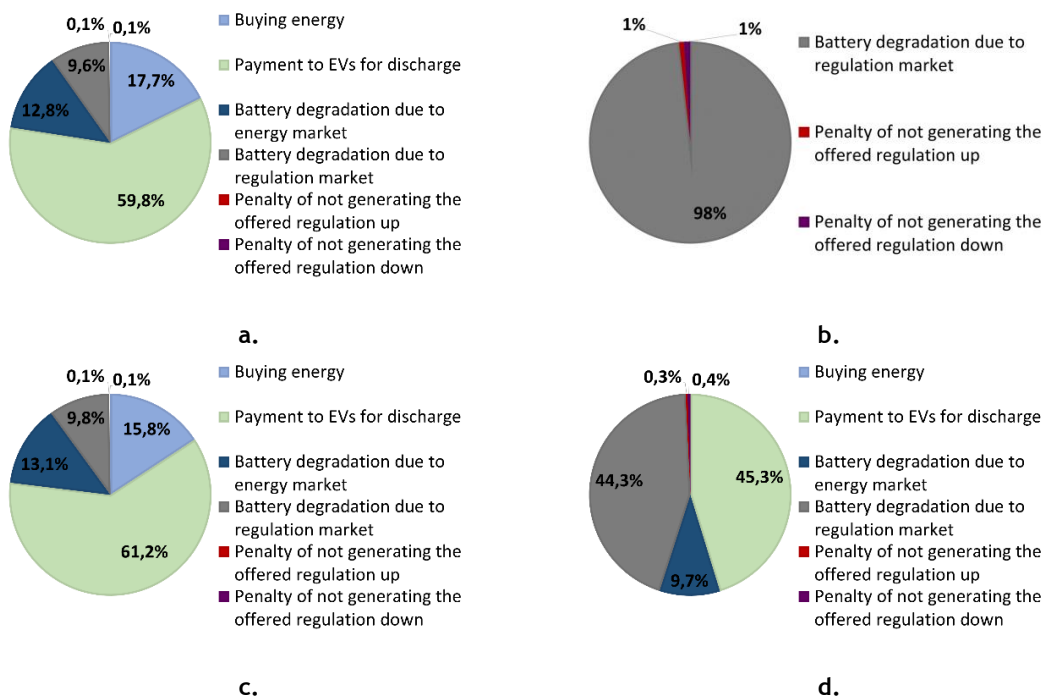 0,1%
0,1%
9,6%
17,7%
12,8%
59,8%
Buying energy
Payment to EVs for discharge
Battery degradation due to
energy market
Battery degradation due to
regulation market
Penalty of not generating the
offered regulation up
Penalty of not generating the
offered regulation down
a.
1%
1%
98%
Battery degradation due to
regulation market
Penalty of not generating the
offered regulation up
Penalty of not generating the
offered regulation down
b.
0,1%
0,1%
9,8%
15,8%
13,1%
61,2%
Buying energy
Payment to EVs for discharge
Battery degradation due to
energy market
Battery degradation due to
regulation market
Penalty of not generating the
offered regulation up
Penalty of not generating the
offered regulation down
c.
0,3%
0,4%
44,3%
45,3%
9,7%
Buying energy
Payment to EVs for discharge
Battery degradation due to
energy market
Battery degradation due to
regulation market
Penalty of not generating the
offered regulation up
Penalty of not generating the
offered regulation down
d.